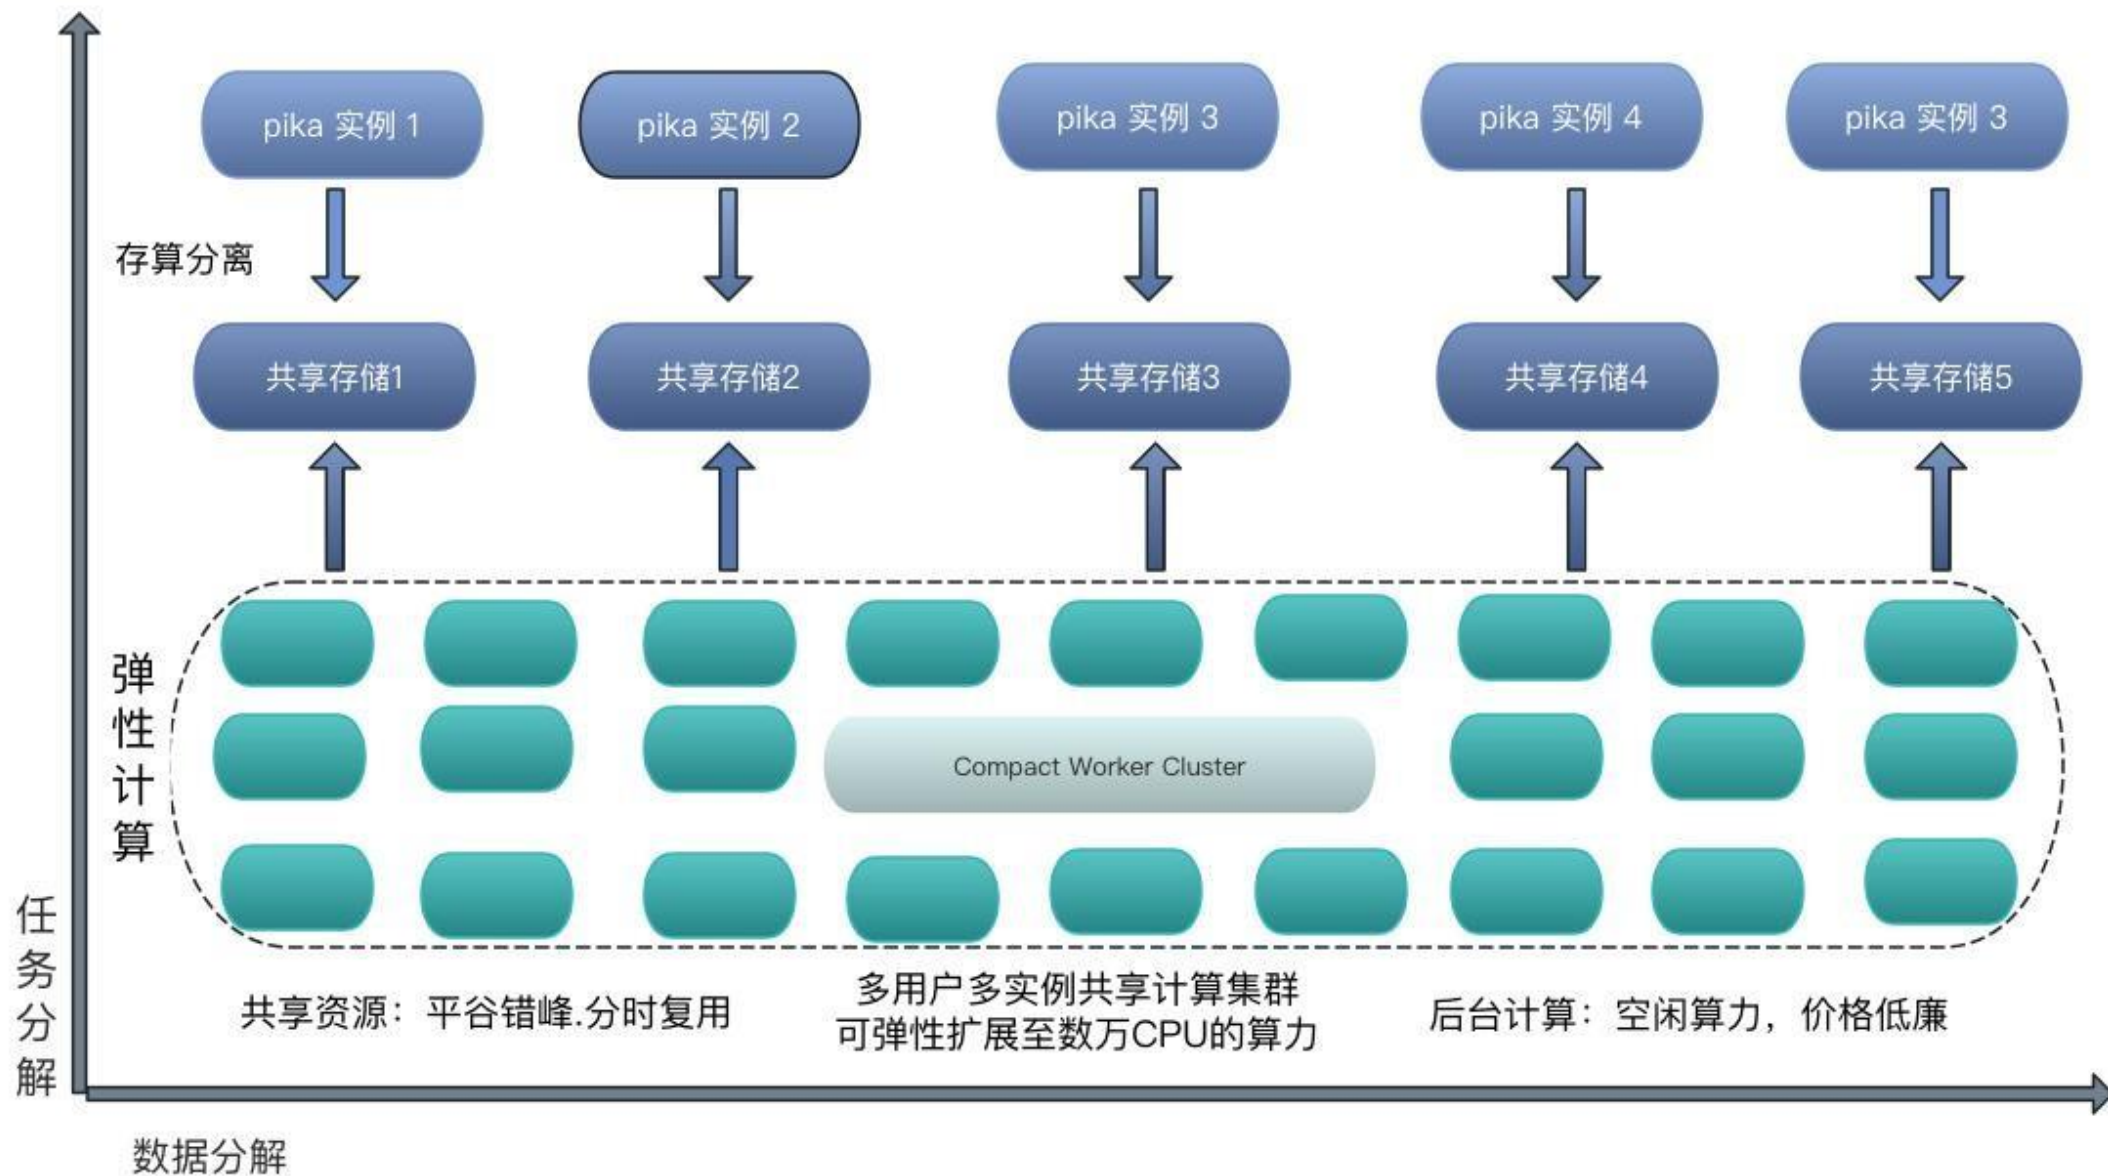 pika 实例 1
pika 实例 2
pika 实例 3
pika 实例 4
pika 实例 3
存算分离
共享存储1
共享存储2
共享存储3
共享存储4
共享存储5
弹性计算
Compact Worker Cluster
任务分解
共享资源：平谷错峰.分时复用
多用户多实例共享计算集群
可弹性扩展至数万CPU的算力
后台计算：空闲算力，价格低廉
数据分解